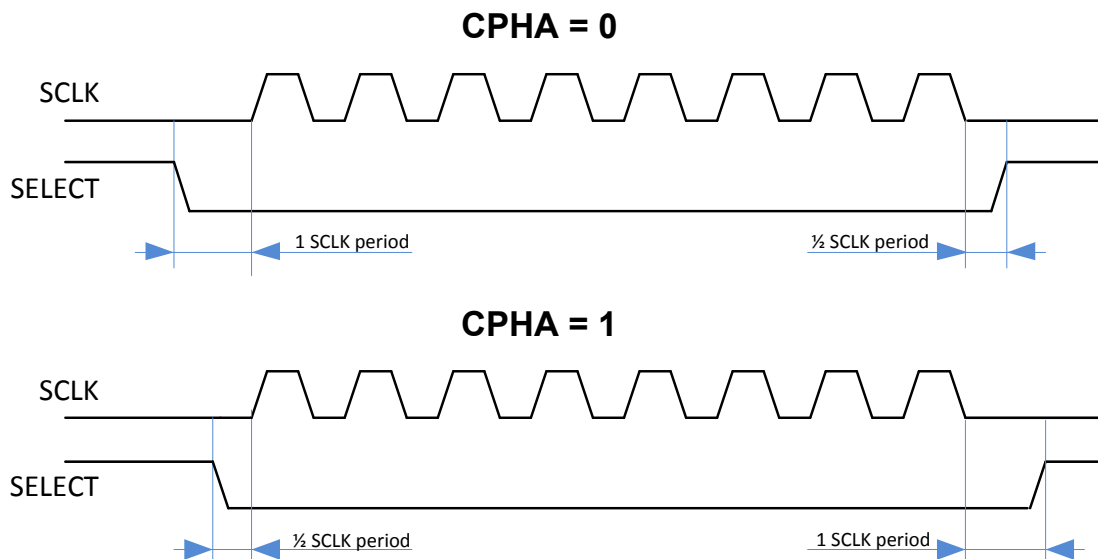 CPHA = 0
SCLK
SELECT
1 SCLK period
½ SCLK period
CPHA = 1
SCLK
SELECT
½ SCLK period
1 SCLK period